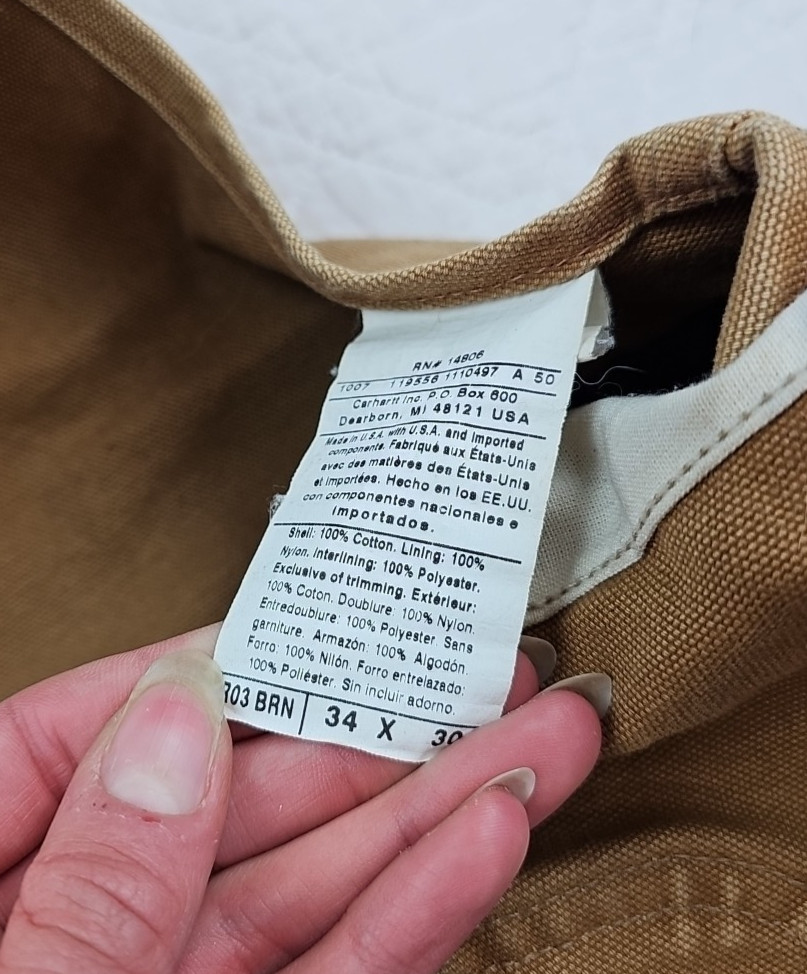 RN# 14806
1007 119556 1110497 A 50
Carhartt Inc. P.O. Box 600
Dearborn, MI 48121 USA
Made in U.S.A. with U.S.A. and Imported
components. Fabriqué aux États-Unis
avec des matières den États-Unis
et importées. Hecho en los EE.UU.
con componentes nacionales e
importados.
Shell: 100% Cotton. Lining: 100%
Nylon. Interlining: 100% Polyester.
Exclusive of trimming. Extérieur:
100% Coton. Doublure: 100% Nylon.
Entredoublure: 100% Polyester. Sans
garniture. Armazón: 100% Algodón.
Forro: 100% Nilón. Forro entrelazado:
100% Poliéster. Sin incluir adorno.
R03 BRN 34 X 30